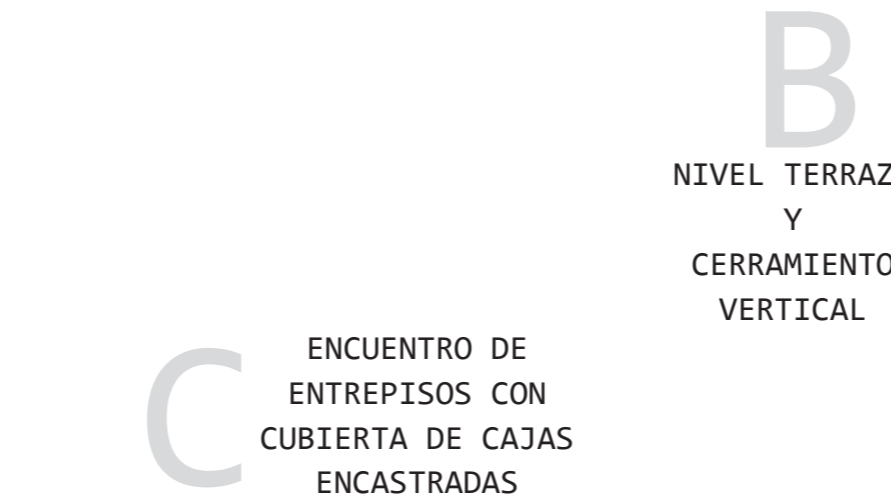 B
NIVEL TERRAZ
Y
CERRAMIENTO
VERTICAL
C
ENCUENTRO DE
ENTREPISOS CON
CUBIERTA DE CAJAS
ENCASTRADAS